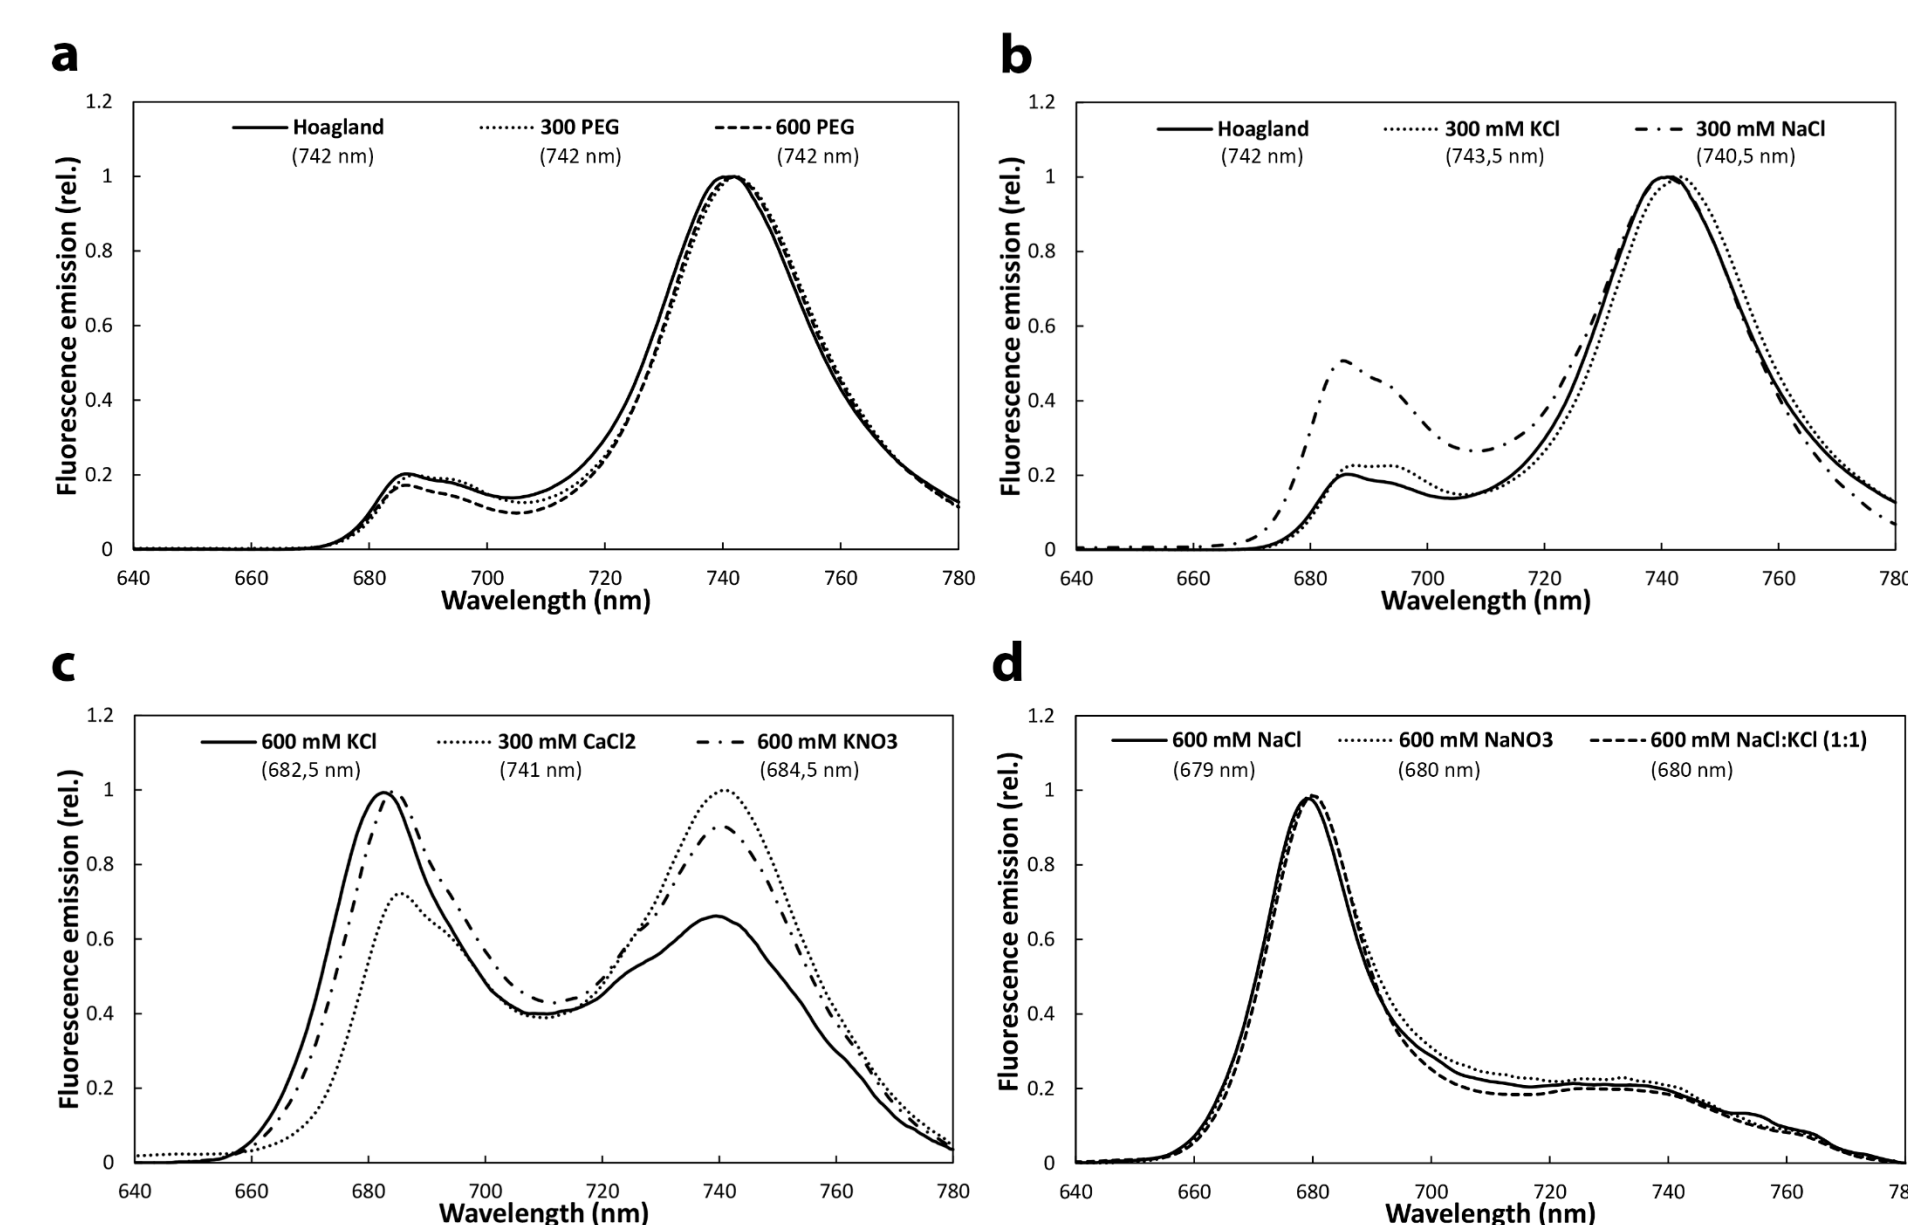 a
1.2
1
0.8
0.6
0.4
0.2
0
Fluorescence emission (rel.)
Hoagland 300 PEG 600 PEG
(742 nm) (742 nm) (742 nm)
640 660 680 700 720 740 760 780
Wavelength (nm)
b
1.2
1
0.8
0.6
0.4
0.2
0
Fluorescence emission (rel.)
Hoagland 300 mM KCl 300 mM NaCl
(742 nm) (743,5 nm) (740,5 nm)
640 660 680 700 720 740 760 780
Wavelength (nm)
c
1.2
1
0.8
0.6
0.4
0.2
0
Fluorescence emission (rel.)
600 mM KCl 300 mM CaCl2 600 mM KNO3
(682,5 nm) (741 nm) (684,5 nm)
640 660 680 700 720 740 760 780
Wavelength (nm)
d
1.2
1
0.8
0.6
0.4
0.2
0
Fluorescence emission (rel.)
600 mM NaCl 600 mM NaNO3 600 mM NaCl:KCl (1:1)
(679 nm) (680 nm) (680 nm)
640 660 680 700 720 740 760 78
Wavelength (nm)